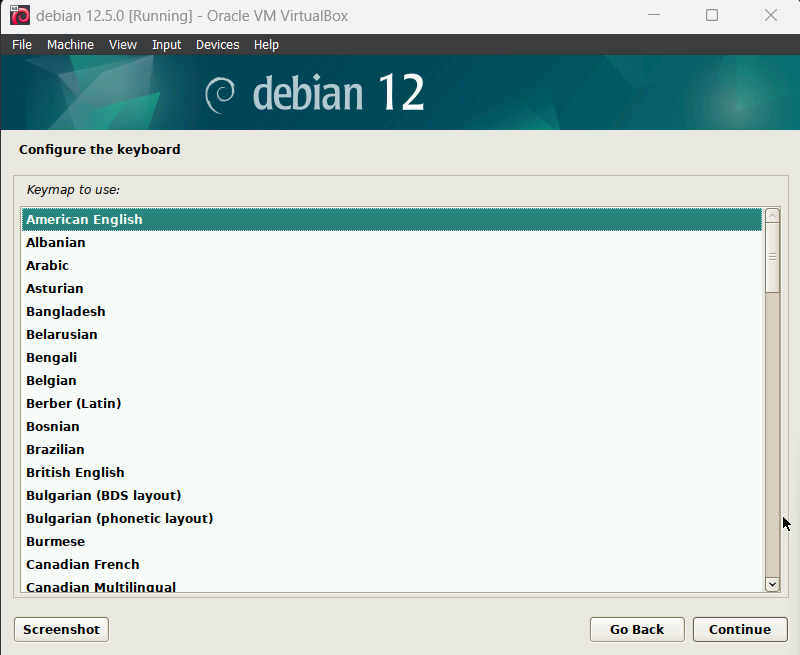 debian 12.5.0 [Running] - Oracle VM VirtualBox
File Machine View Input Devices Help
debian 12
Configure the keyboard
Keymap to use:
American English
Albanian
Arabic
Asturian
Bangladesh
Belarusian
Bengali
Belgian
Berber (Latin)
Bosnian
Brazilian
British English
Bulgarian (BDS layout)
Bulgarian (phonetic layout)
Burmese
Canadian French
Canadian Multilingual
Screenshot Go Back Continue